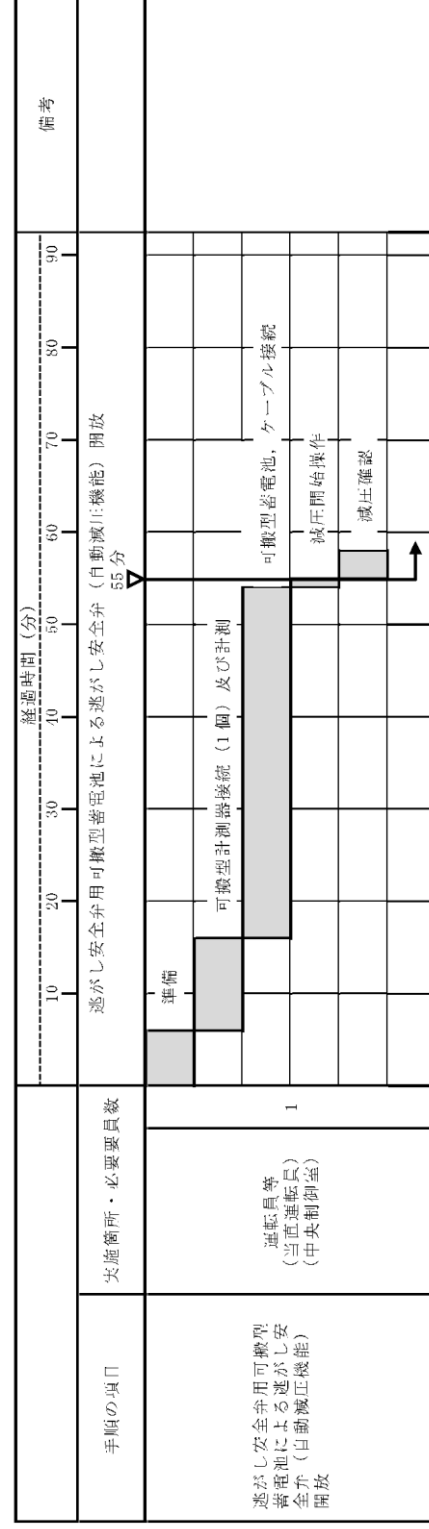 経過時間(分)
備考
10 20 30 40 50 60 70 80 90
手順の項目
実施箇所・必要要員数
逃がし安全弁用可搬型蓄電池による逃がし安全弁(自動減圧機能)開放
55分
逃がし安全弁用可搬型
蓄電池による逃がし安
全弁(自動減圧機能)
開放
運転員等
(当直運転員)
(中央制御室)
1
準備
可搬型計測器接続(1個)及び計測
可搬型蓄電池,ケーブル接続
減圧開始操作
減圧確認